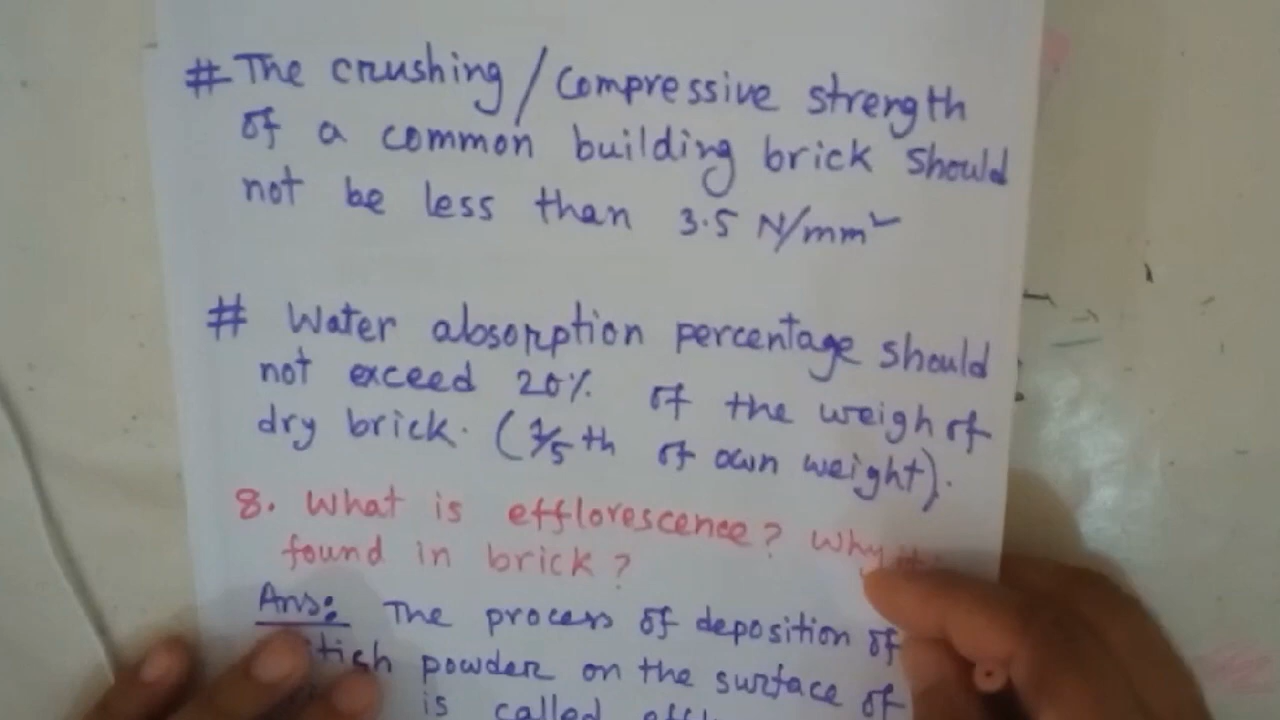 # The crushing/compressive strength
of a common building brick should
not be less than 3.5 N/mm²
# Water absorption percentage should
not exceed 20% of the weigh of
dry brick. (1/5th of own weight).
8. What is efflorescence? Why
found in brick?
Ans: The process of deposition of
powder on the surface of
is called